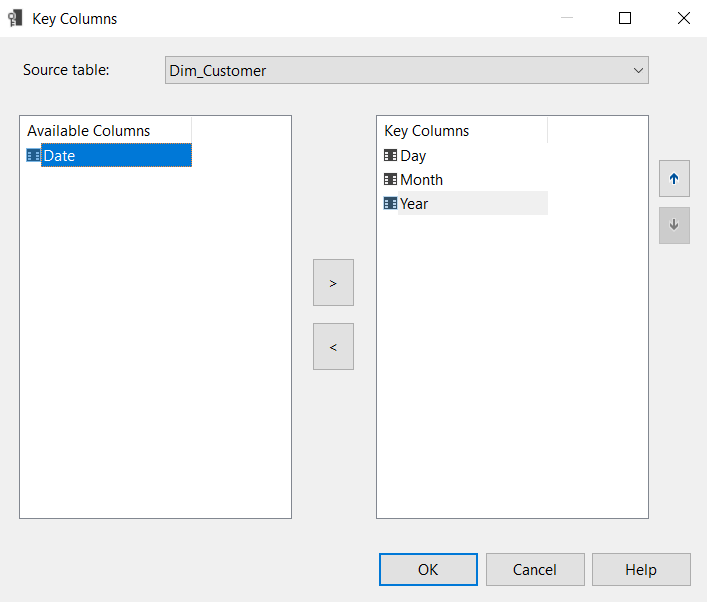 Key Columns
Source table:
Dim_Customer
Available Columns
Date
>
<
Key Columns
Day
Month
Year
OK
Cancel
Help